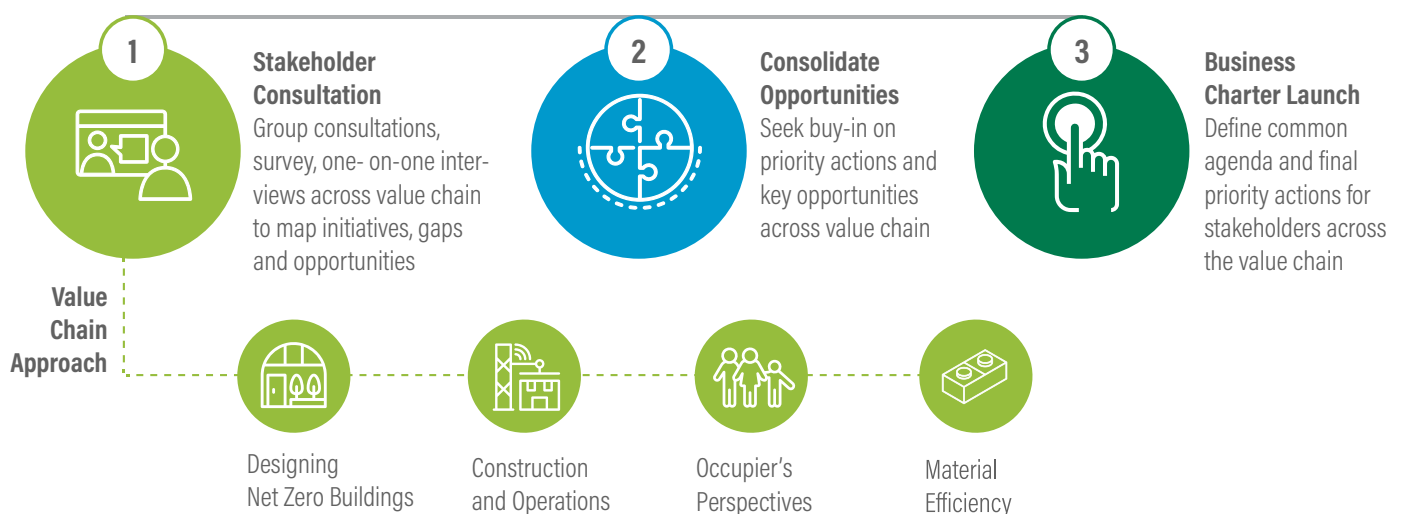 1
Stakeholder
Consultation
Group consultations,
survey, one- on-one inter-
views across value chain
to map initiatives, gaps
and opportunities
2
Consolidate
Opportunities
Seek buy-in on
priority actions and
key opportunities
across value chain
3
Business
Charter Launch
Define common
agenda and final
priority actions for
stakeholders across
the value chain
Value
Chain
Approach
Designing
Net Zero Buildings
Construction
and Operations
Occupier's
Perspectives
Material
Efficiency